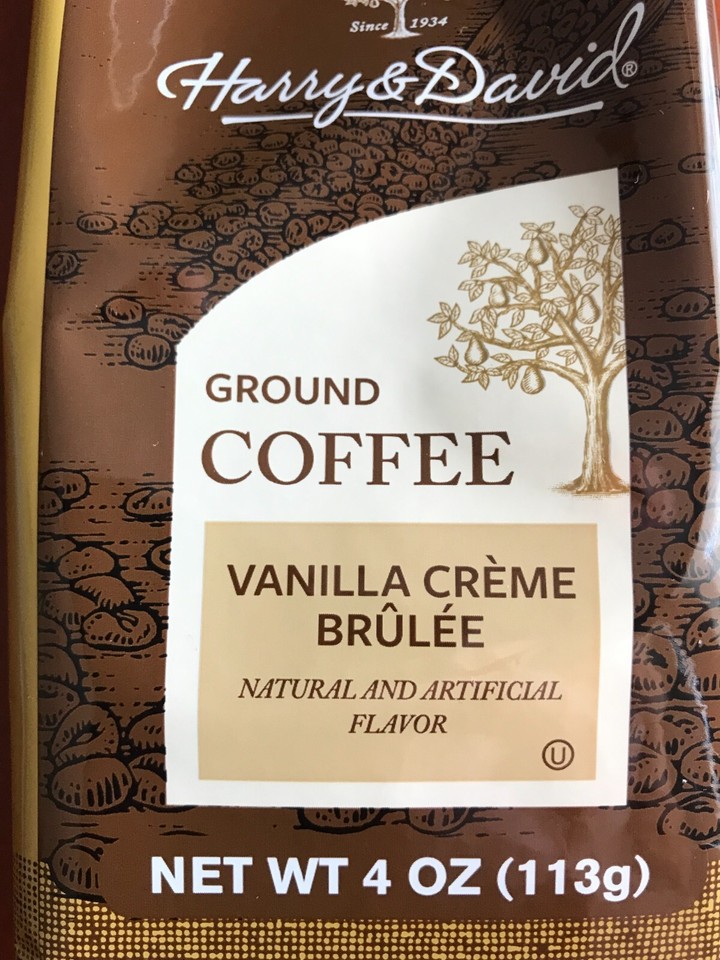 Since 1934
Harry & David®
GROUND
COFFEE
VANILLA CRÈME
BRÛLÉE
NATURAL AND ARTIFICIAL
FLAVOR
U
NET WT 4 OZ (113g)